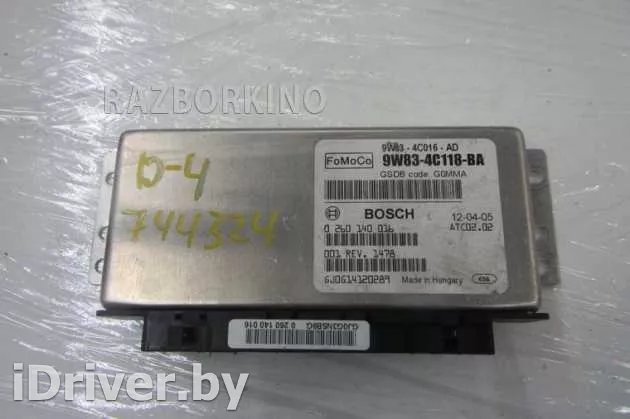 RAZBORKINO
9W83-4C016-AD
FoMoCo
9W83-4C118-BA
GSDB code: G0MMA
D-4
744324
BOSCH
12-04-05
0 260 140 016
ATC02.02
001 REV. 1478
6J0614120289
Made in Hungary
0 260 140 016
iDriver.by